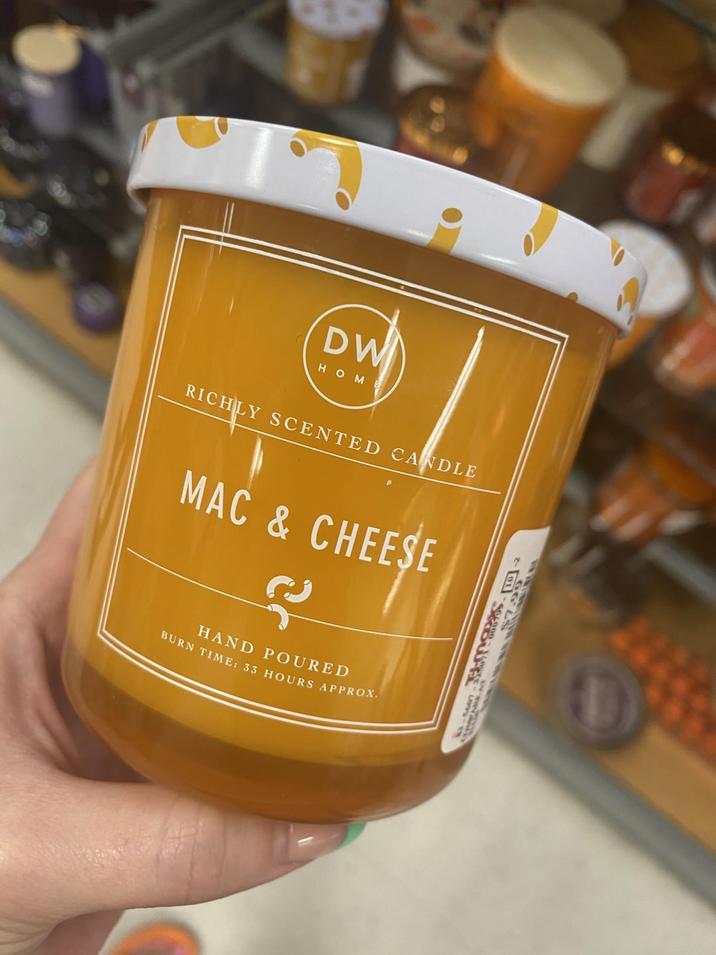 DW
HOME
RICHLY SCENTED CANDLE
MAC & CHEESE
HAND POURED
BURN TIME: 33 HOURS APPROX.